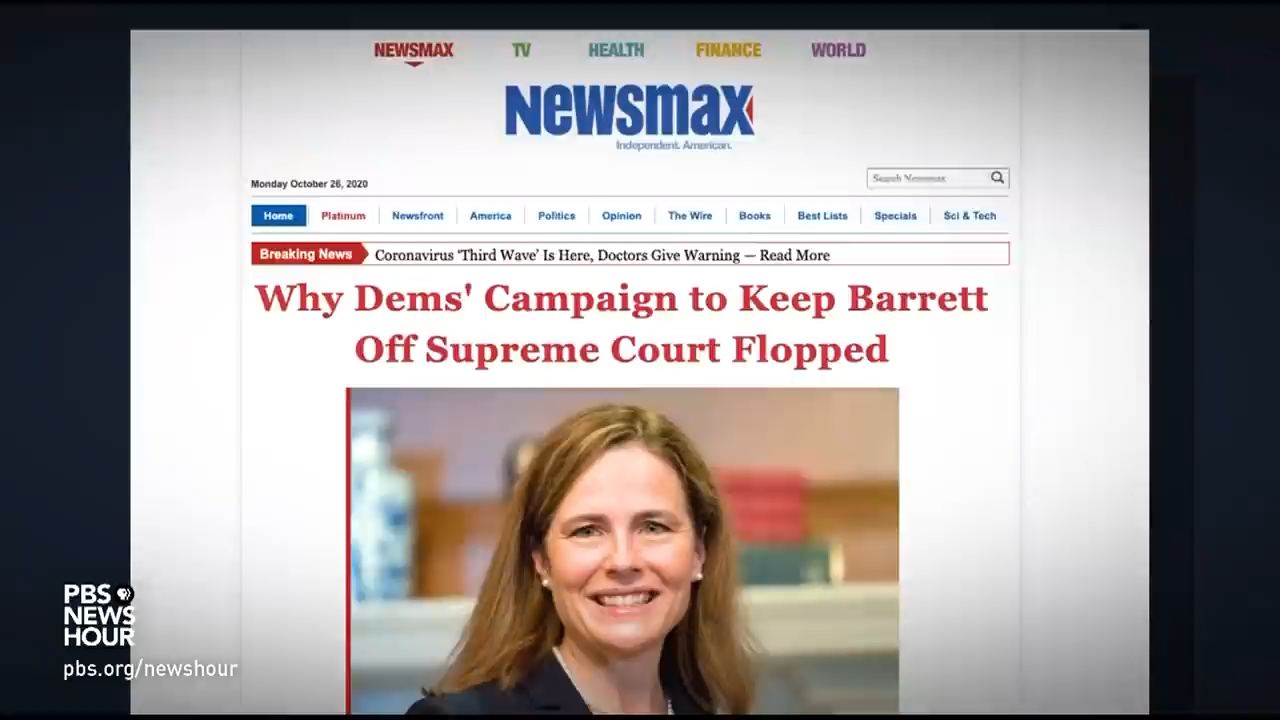 NEWSMAX TV HEALTH FINANCE WORLD
Newsmax
Independent. American.
Monday October 26, 2020
Search Newsmax
Home Platinum Newsfront America Politics Opinion The Wire Books Best Lists Specials Sci & Tech
Breaking News Coronavirus 'Third Wave' Is Here, Doctors Give Warning — Read More
Why Dems' Campaign to Keep Barrett
Off Supreme Court Flopped
PBS
NEWS
HOUR
pbs.org/newshour